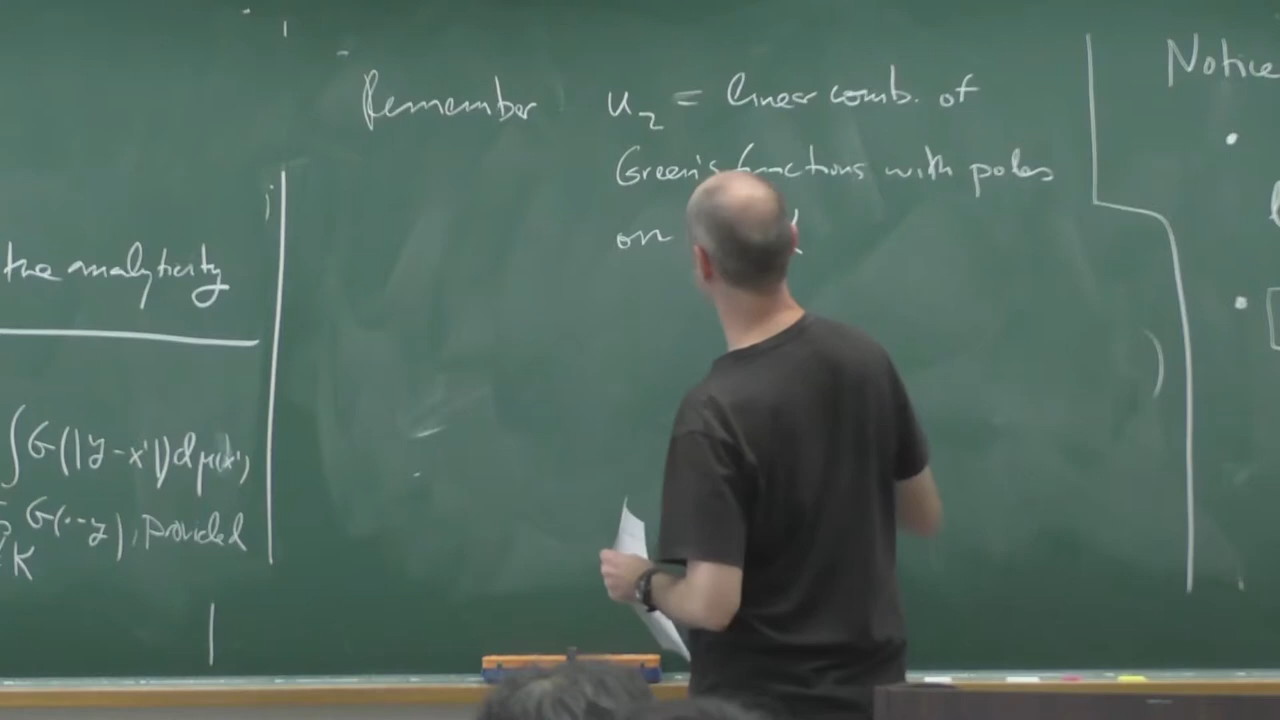 the analyticity
∫G(|y-x'|)dμ(x')
G(··-y), provided
K
Remember u₂ = linear comb. of
Green's functions with poles
on
Notice